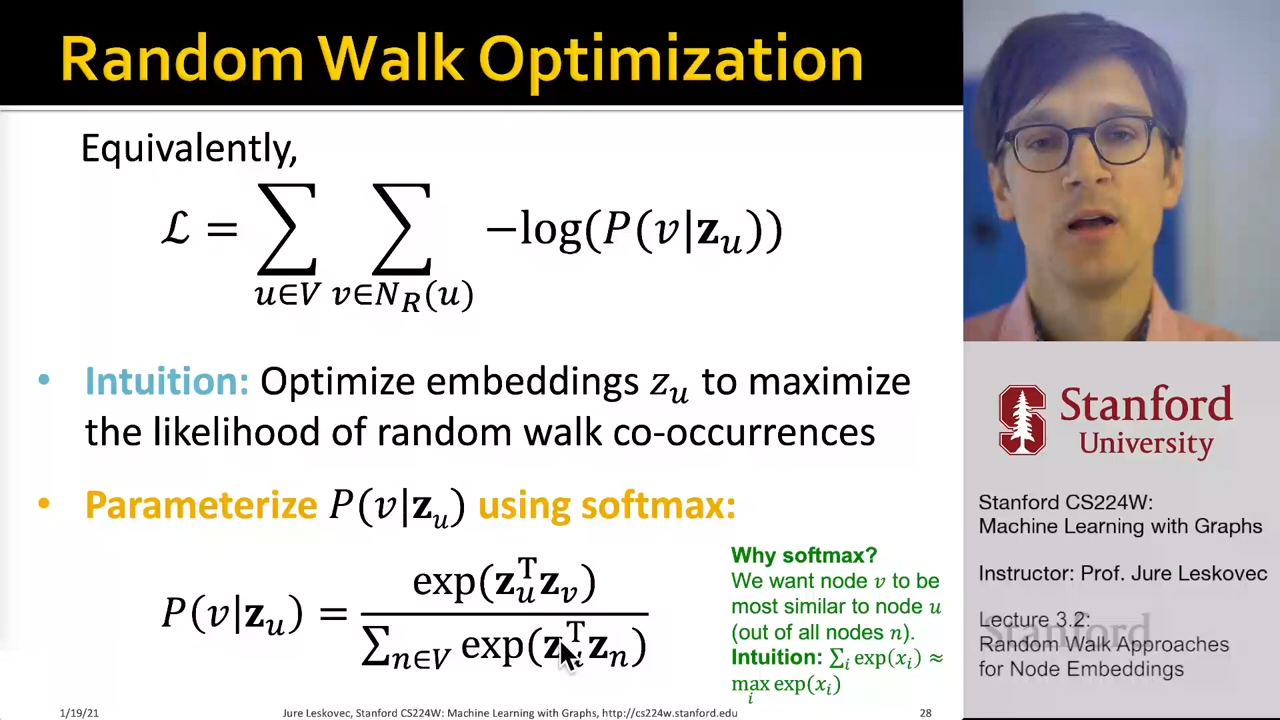 Random Walk Optimization
Equivalently,
ℒ = ∑_{u∈V} ∑_{v∈N_R(u)} −log(P(v|𝐳_u))
• Intuition: Optimize embeddings z_u to maximize
the likelihood of random walk co-occurrences
• Parameterize P(v|𝐳_u) using softmax:
P(v|𝐳_u) = exp(𝐳_u^T 𝐳_v) / ∑_{n∈V} exp(𝐳_u^T 𝐳_n)
Why softmax?
We want node v to be
most similar to node u
(out of all nodes n).
Intuition: ∑_i exp(x_i) ≈
max_i exp(x_i)
1/19/21
Jure Leskovec, Stanford CS224W: Machine Learning with Graphs, http://cs224w.stanford.edu
28
Stanford
University
Stanford CS224W:
Machine Learning with Graphs
Instructor: Prof. Jure Leskovec
Lecture 3.2:
Stanford
Random Walk Approaches
for Node Embeddings